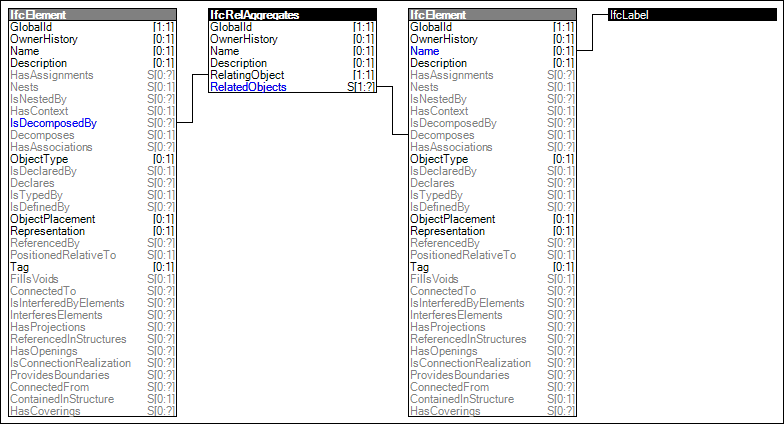 IfcElement
GlobalId [1:1]
OwnerHistory [0:1]
Name [0:1]
Description [0:1]
HasAssignments S[0:?]
Nests S[0:1]
IsNestedBy S[0:?]
HasContext S[0:1]
IsDecomposedBy S[0:?]
Decomposes S[0:1]
HasAssociations S[0:?]
ObjectType [0:1]
IsDeclaredBy S[0:1]
Declares S[0:?]
IsTypedBy S[0:1]
IsDefinedBy S[0:?]
ObjectPlacement [0:1]
Representation [0:1]
ReferencedBy S[0:?]
PositionedRelativeTo S[0:1]
Tag [0:1]
FillsVoids S[0:1]
ConnectedTo S[0:?]
IsInterferedByElements S[0:?]
InterferesElements S[0:?]
HasProjections S[0:?]
ReferencedInStructures S[0:?]
HasOpenings S[0:?]
IsConnectionRealization S[0:?]
ProvidesBoundaries S[0:?]
ConnectedFrom S[0:?]
ContainedInStructure S[0:1]
HasCoverings S[0:?]
IfcRelAggregates
GlobalId [1:1]
OwnerHistory [0:1]
Name [0:1]
Description [0:1]
RelatingObject [1:1]
RelatedObjects S[1:?]
IfcElement
GlobalId [1:1]
OwnerHistory [0:1]
Name [0:1]
Description [0:1]
HasAssignments S[0:?]
Nests S[0:1]
IsNestedBy S[0:?]
HasContext S[0:1]
IsDecomposedBy S[0:?]
Decomposes S[0:1]
HasAssociations S[0:?]
ObjectType [0:1]
IsDeclaredBy S[0:1]
Declares S[0:?]
IsTypedBy S[0:1]
IsDefinedBy S[0:?]
ObjectPlacement [0:1]
Representation [0:1]
ReferencedBy S[0:?]
PositionedRelativeTo S[0:1]
Tag [0:1]
FillsVoids S[0:1]
ConnectedTo S[0:?]
IsInterferedByElements S[0:?]
InterferesElements S[0:?]
HasProjections S[0:?]
ReferencedInStructures S[0:?]
HasOpenings S[0:?]
IsConnectionRealization S[0:?]
ProvidesBoundaries S[0:?]
ConnectedFrom S[0:?]
ContainedInStructure S[0:1]
HasCoverings S[0:?]
IfcLabel